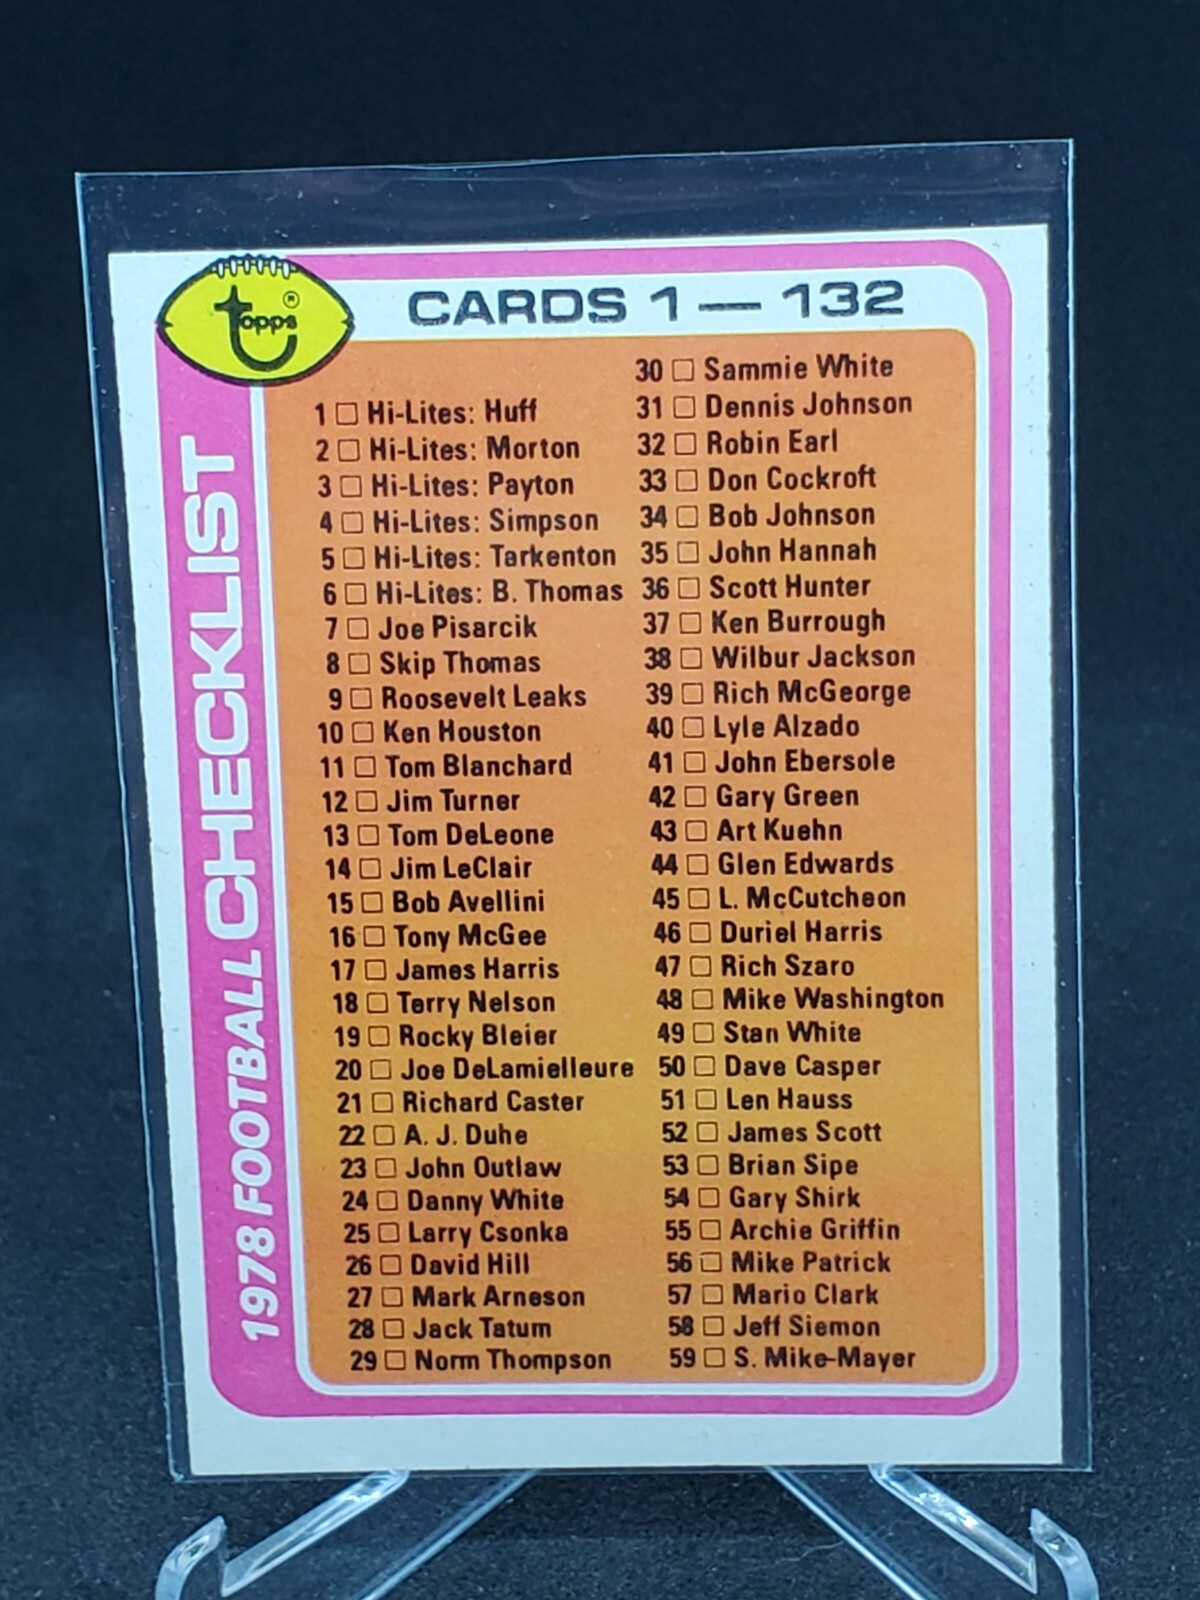 topps ®
CARDS 1 — 132
1978 FOOTBALL CHECKLIST
1 □ Hi-Lites: Huff
2 □ Hi-Lites: Morton
3 □ Hi-Lites: Payton
4 □ Hi-Lites: Simpson
5 □ Hi-Lites: Tarkenton
6 □ Hi-Lites: B. Thomas
7 □ Joe Pisarcik
8 □ Skip Thomas
9 □ Roosevelt Leaks
10 □ Ken Houston
11 □ Tom Blanchard
12 □ Jim Turner
13 □ Tom DeLeone
14 □ Jim LeClair
15 □ Bob Avellini
16 □ Tony McGee
17 □ James Harris
18 □ Terry Nelson
19 □ Rocky Bleier
20 □ Joe DeLamielleure
21 □ Richard Caster
22 □ A. J. Duhe
23 □ John Outlaw
24 □ Danny White
25 □ Larry Csonka
26 □ David Hill
27 □ Mark Arneson
28 □ Jack Tatum
29 □ Norm Thompson
30 □ Sammie White
31 □ Dennis Johnson
32 □ Robin Earl
33 □ Don Cockroft
34 □ Bob Johnson
35 □ John Hannah
36 □ Scott Hunter
37 □ Ken Burrough
38 □ Wilbur Jackson
39 □ Rich McGeorge
40 □ Lyle Alzado
41 □ John Ebersole
42 □ Gary Green
43 □ Art Kuehn
44 □ Glen Edwards
45 □ L. McCutcheon
46 □ Duriel Harris
47 □ Rich Szaro
48 □ Mike Washington
49 □ Stan White
50 □ Dave Casper
51 □ Len Hauss
52 □ James Scott
53 □ Brian Sipe
54 □ Gary Shirk
55 □ Archie Griffin
56 □ Mike Patrick
57 □ Mario Clark
58 □ Jeff Siemon
59 □ S. Mike-Mayer